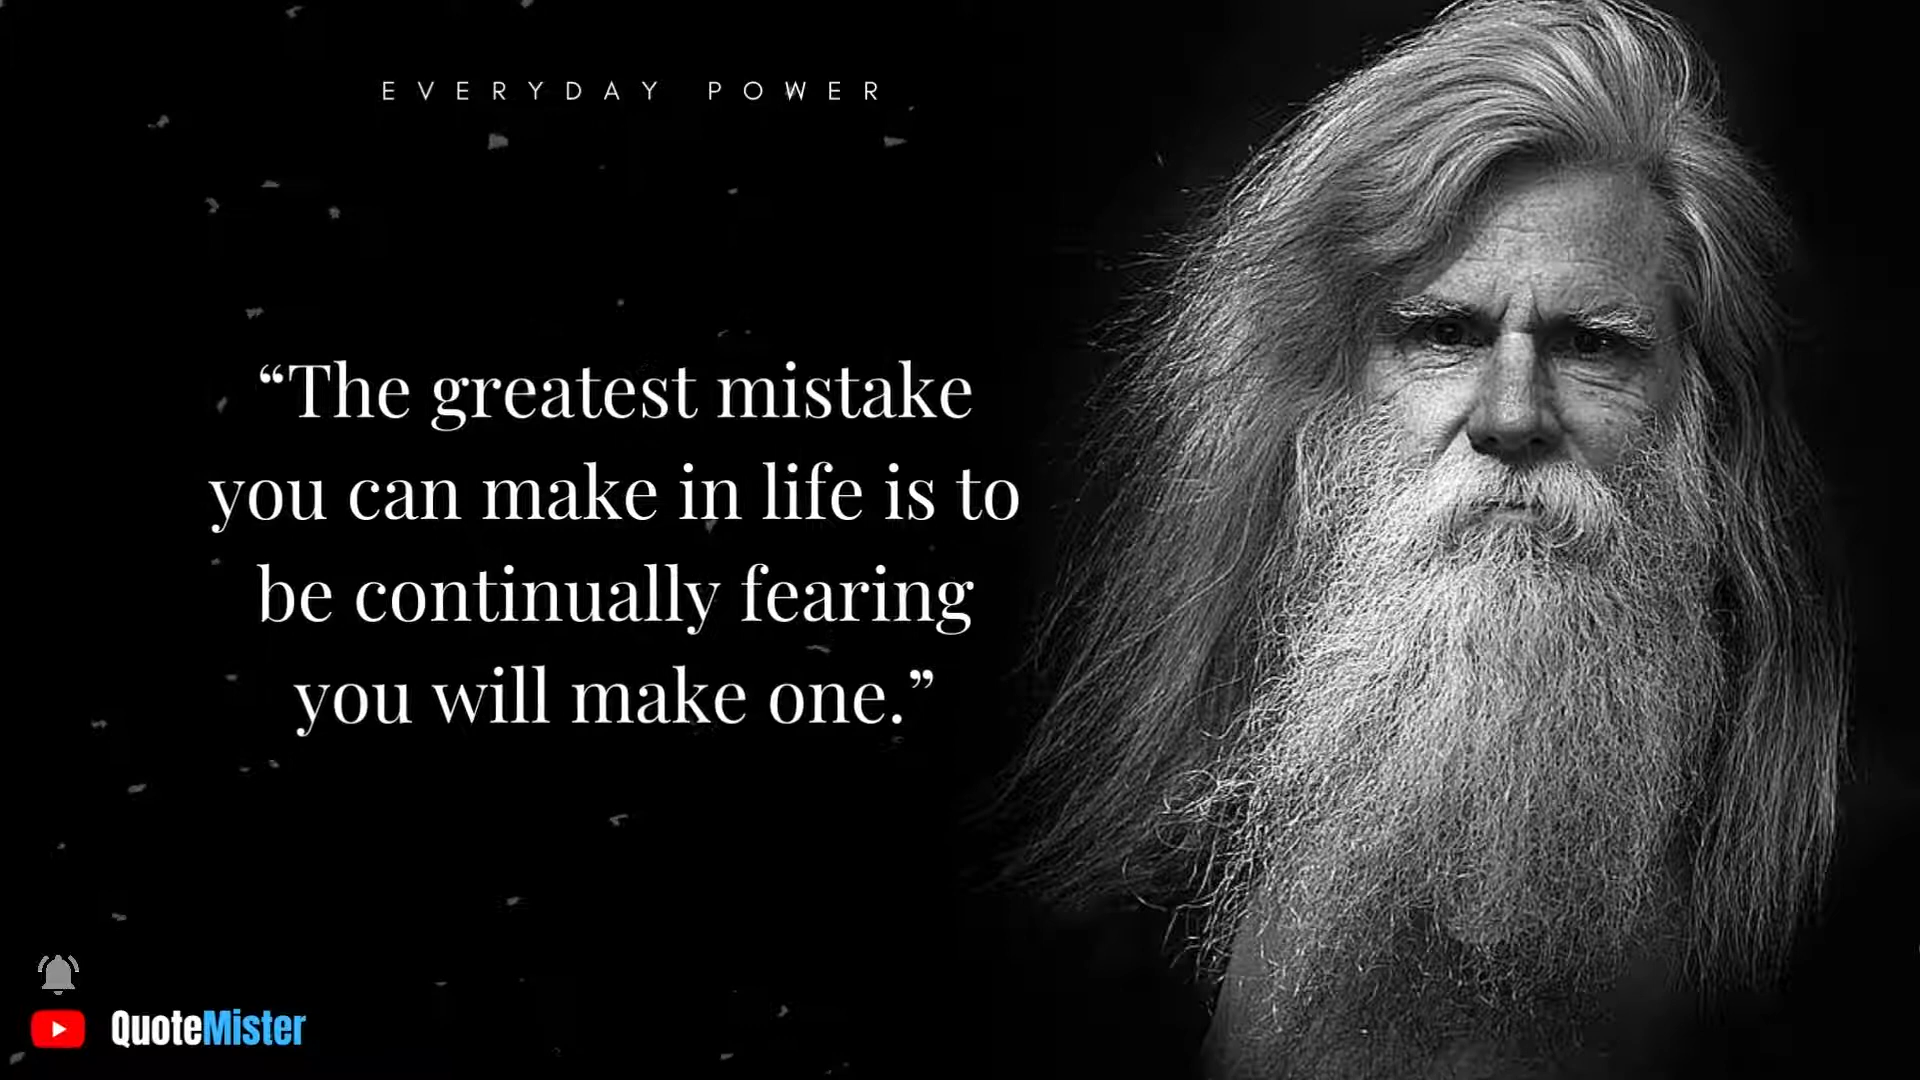 EVERYDAY POWER
“The greatest mistake
you can make in life is to
be continually fearing
you will make one.”
QuoteMister